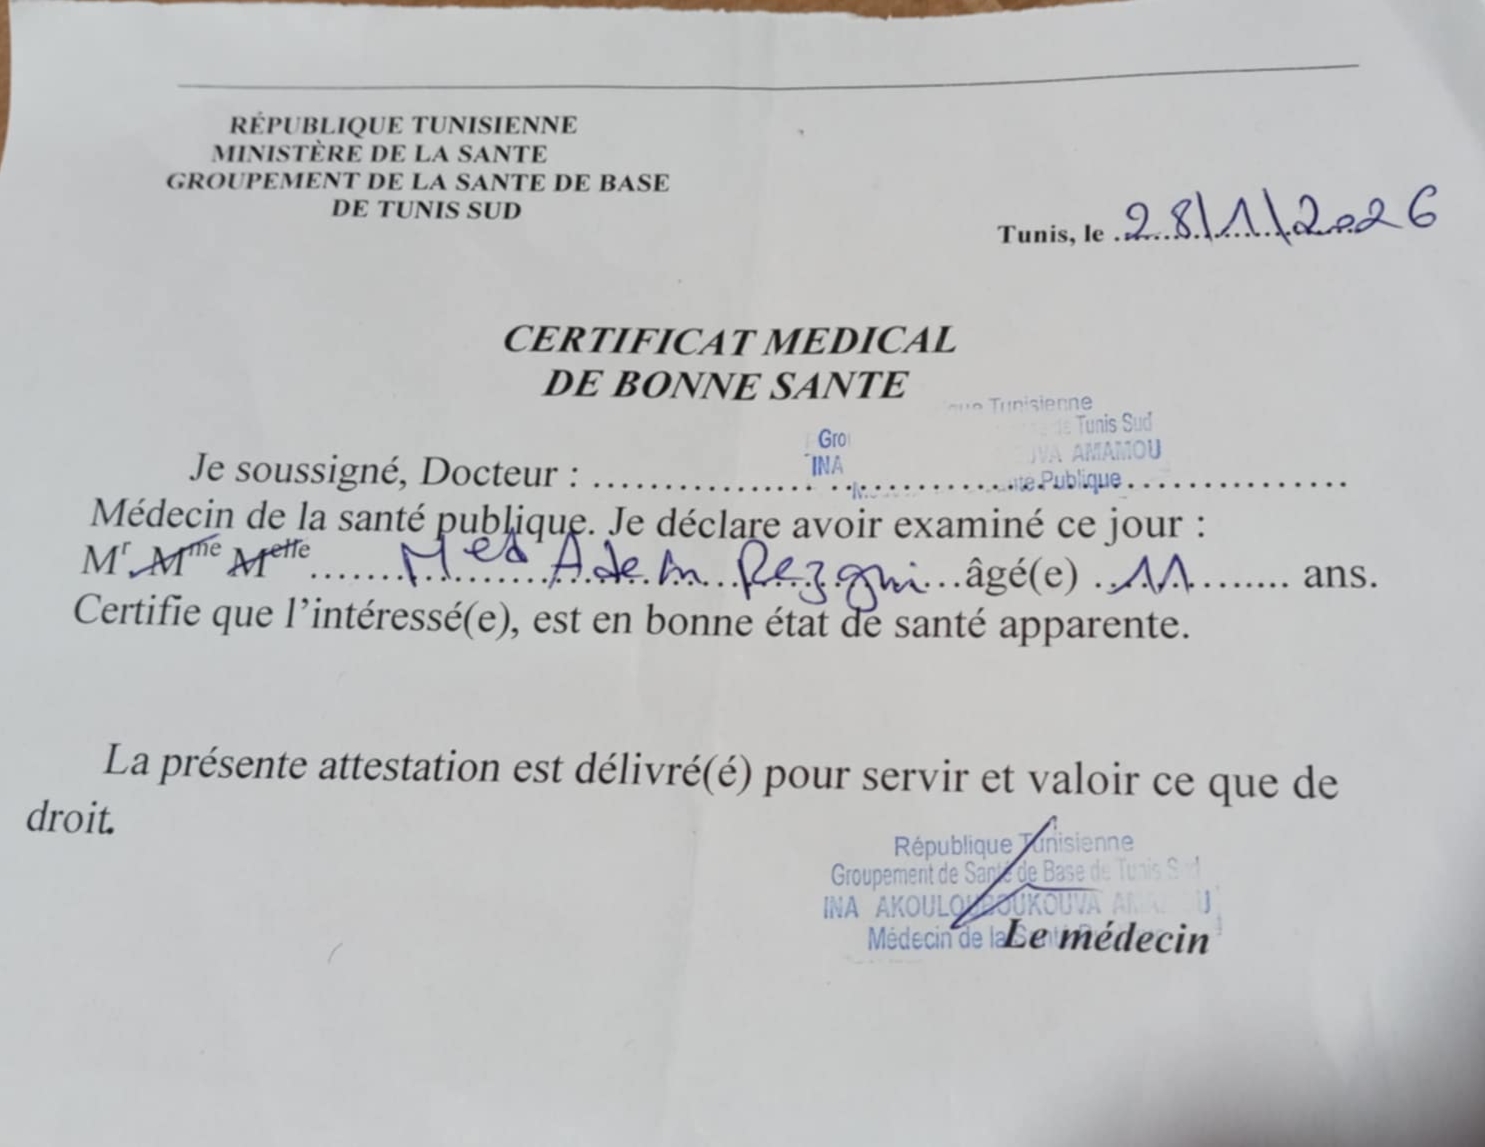 RÉPUBLIQUE TUNISIENNE
MINISTÈRE DE LA SANTE
GROUPEMENT DE LA SANTE DE BASE
DE TUNIS SUD
Tunis, le 28/1/2026
CERTIFICAT MEDICAL
DE BONNE SANTE
Tunisienne
Gro Tunis Sud
INA AMAMOU
Publique
Je soussigné, Docteur :
Médecin de la santé publique. Je déclare avoir examiné ce jour :
Mr Mme Melle Med Adem Rezgui âgé(e) 11 ans.
Certifie que l'intéressé(e), est en bonne état de santé apparente.
La présente attestation est délivré(é) pour servir et valoir ce que de
droit.
République Tunisienne
Groupement de Santé de Base de Tunis Sud
INA AKOULOUBOUKOUVA
Médecin de la
Le médecin